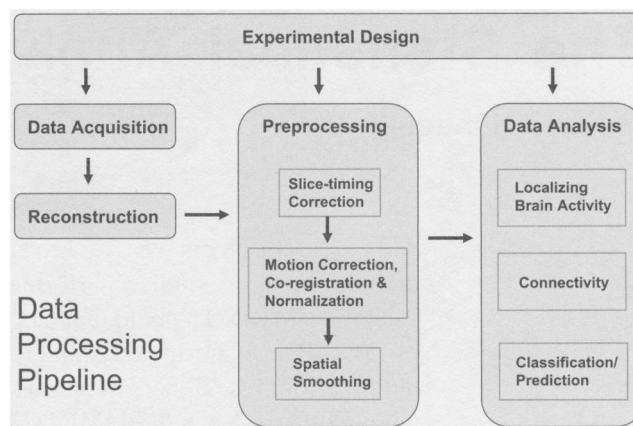 Experimental Design
Data Acquisition
Reconstruction
Data
Processing
Pipeline
Preprocessing
Slice-timing
Correction
Motion Correction,
Co-registration &
Normalization
Spatial
Smoothing
Data Analysis
Localizing
Brain Activity
Connectivity
Classification/
Prediction